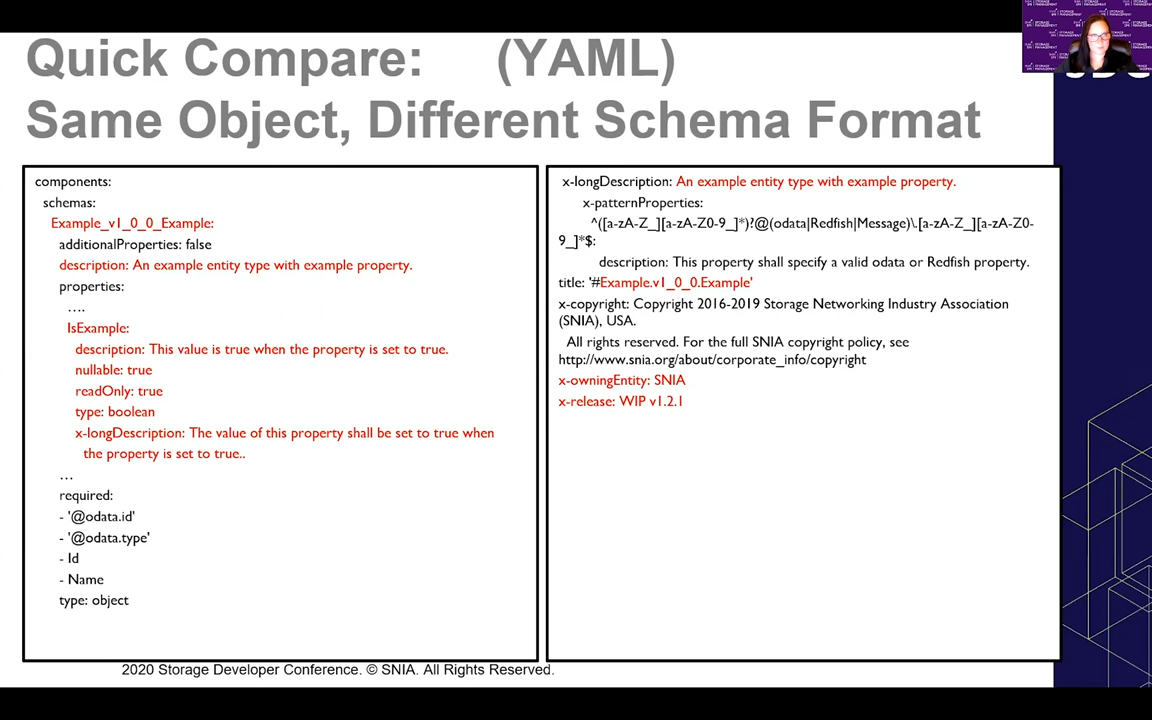 Quick Compare: (YAML)
Same Object, Different Schema Format
components:
schemas:
Example_v1_0_0_Example:
additionalProperties: false
description: An example entity type with example property.
properties:
....
IsExample:
description: This value is true when the property is set to true.
nullable: true
readOnly: true
type: boolean
x-longDescription: The value of this property shall be set to true when
the property is set to true..
...
required:
- '@odata.id'
- '@odata.type'
- Id
- Name
type: object
x-longDescription: An example entity type with example property.
x-patternProperties:
^([a-zA-Z_][a-zA-Z0-9_]*)?@(odata|Redfish|Message)\.[a-zA-Z_][a-zA-Z0-
9_]*$:
description: This property shall specify a valid odata or Redfish property.
title: '#Example.v1_0_0.Example'
x-copyright: Copyright 2016-2019 Storage Networking Industry Association
(SNIA), USA.
All rights reserved. For the full SNIA copyright policy, see
http://www.snia.org/about/corporate_info/copyright
x-owningEntity: SNIA
x-release: WIP v1.2.1
2020 Storage Developer Conference. © SNIA. All Rights Reserved.